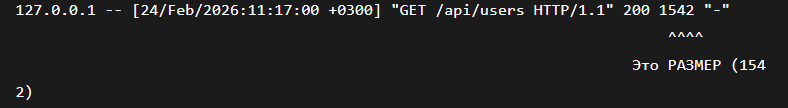 127.0.0.1 -- [24/Feb/2026:11:17:00 +0300] "GET /api/users HTTP/1.1" 200 1542 "-"
^^^^
Это РАЗМЕР (154
2)